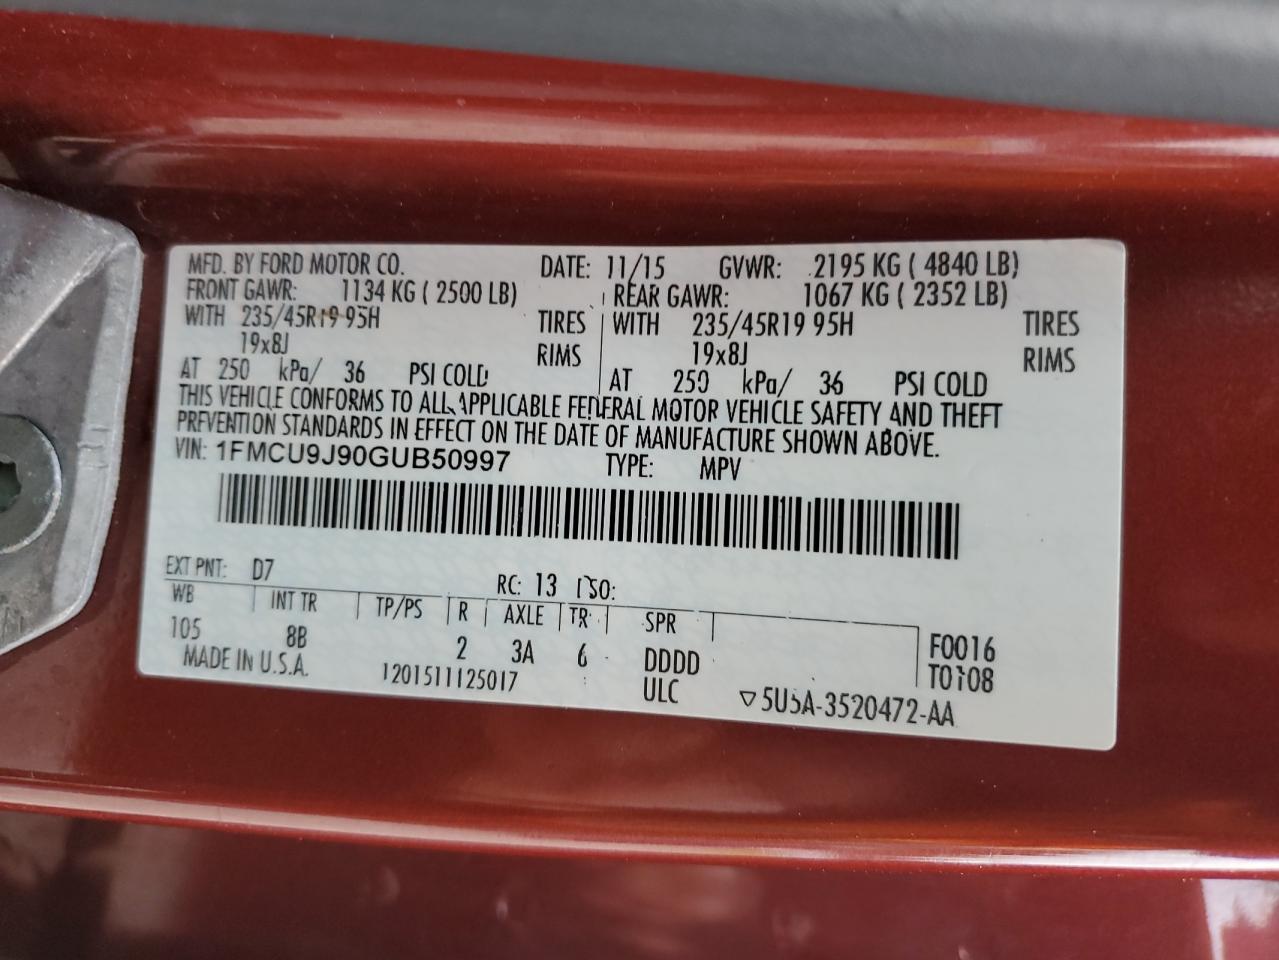 MFD. BY FORD MOTOR CO. DATE: 11/15 GVWR: 2195 KG ( 4840 LB)
FRONT GAWR: 1134 KG ( 2500 LB) REAR GAWR: 1067 KG ( 2352 LB)
WITH 235/45R19 95H TIRES WITH 235/45R19 95H TIRES
19x8J RIMS 19x8J RIMS
AT 250 kPa/ 36 PSI COLD AT 250 kPa/ 36 PSI COLD
THIS VEHICLE CONFORMS TO ALL APPLICABLE FEDERAL MOTOR VEHICLE SAFETY AND THEFT
PREVENTION STANDARDS IN EFFECT ON THE DATE OF MANUFACTURE SHOWN ABOVE.
VIN: 1FMCU9J90GUB50997 TYPE: MPV
EXT PNT: D7 RC: 13 DSO:
WB INT TR TP/PS R AXLE TR SPR
105 8B 2 3A 6 DDDD F0016
MADE IN U.S.A. 1201511125017 ULC T0108
▽5U5A-3520472-AA